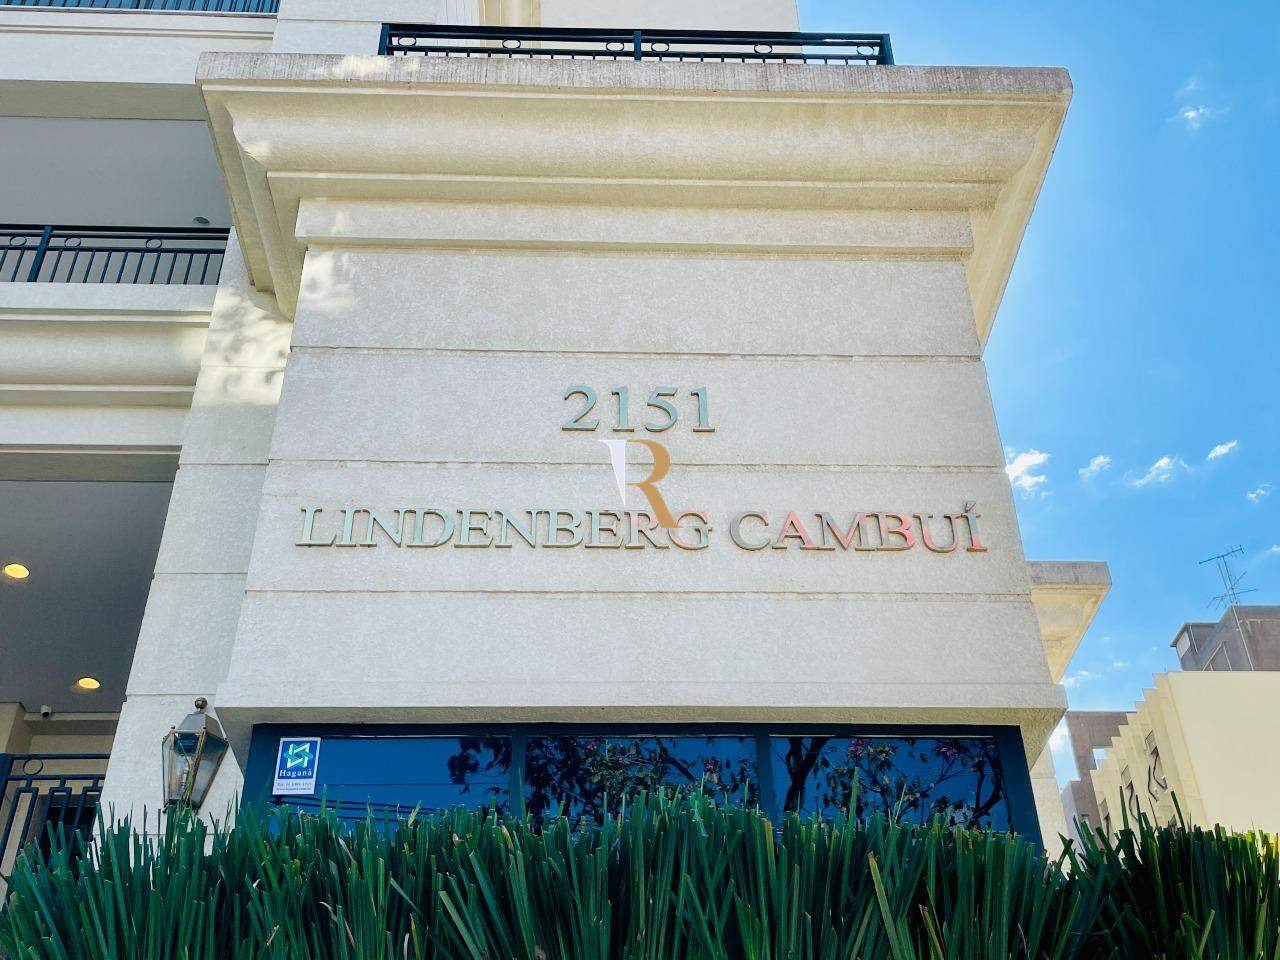 2151
R
LINDENBERG CAMBUÍ
Haganá